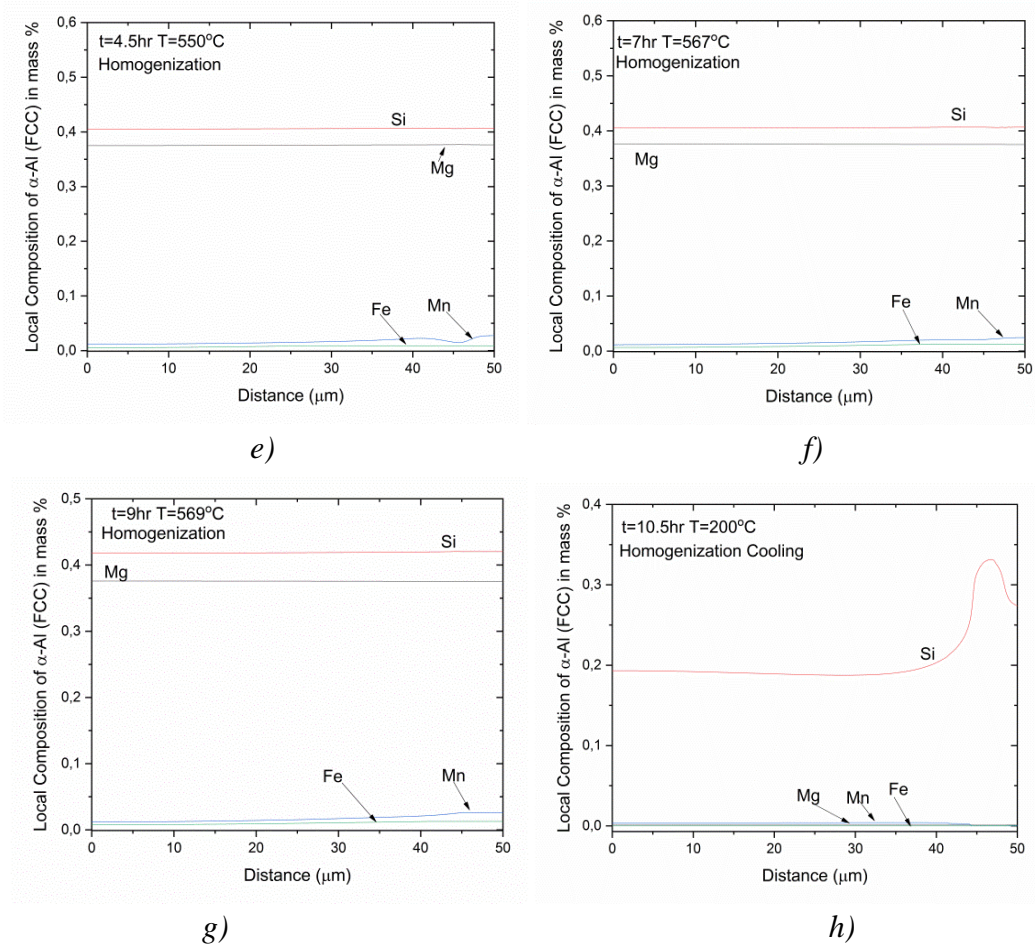 0,6
0,5
0,4
0,3
0,2
0,1
0,0
Local Composition of α-Al (FCC) in mass %
t=4.5hr T=550ºC
Homogenization
Si
Mg
Fe
Mn
0
10
20
30
40
50
Distance (μm)
e)
0,6
0,5
0,4
0,3
0,2
0,1
0,0
Local Composition of α-Al (FCC) in mass %
t=7hr T=567ºC
Homogenization
Si
Mg
Fe
Mn
0
10
20
30
40
50
Distance (μm)
f)
0,5
0,4
0,3
0,2
0,1
0,0
Local Composition of α-Al (FCC) in mass %
t=9hr T=569ºC
Homogenization
Si
Mg
Fe
Mn
0
10
20
30
40
50
Distance (μm)
g)
0,4
0,3
0,2
0,1
0,0
Local Composition of α-Al (FCC) in mass %
t=10.5hr T=200ºC
Homogenization Cooling
Si
Mg
Mn
Fe
0
10
20
30
40
50
Distance (μm)
h)